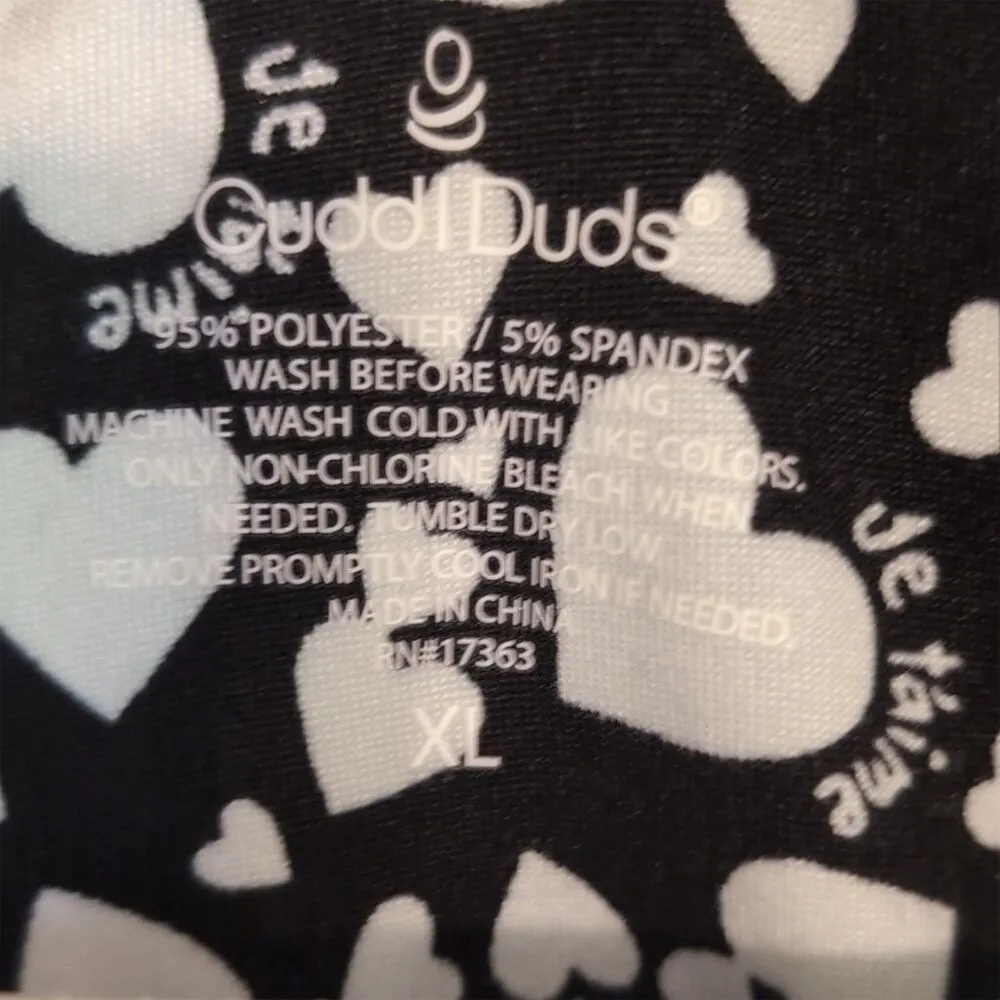 Je
t'aime
Cuddl Duds®
95% POLYESTER / 5% SPANDEX
WASH BEFORE WEARING
MACHINE WASH COLD WITH LIKE COLORS.
ONLY NON-CHLORINE BLEACH WHEN
NEEDED. TUMBLE DRY LOW
REMOVE PROMPTLY COOL IRON IF NEEDED.
MADE IN CHINA
RN#17363
XL
Je t'aime